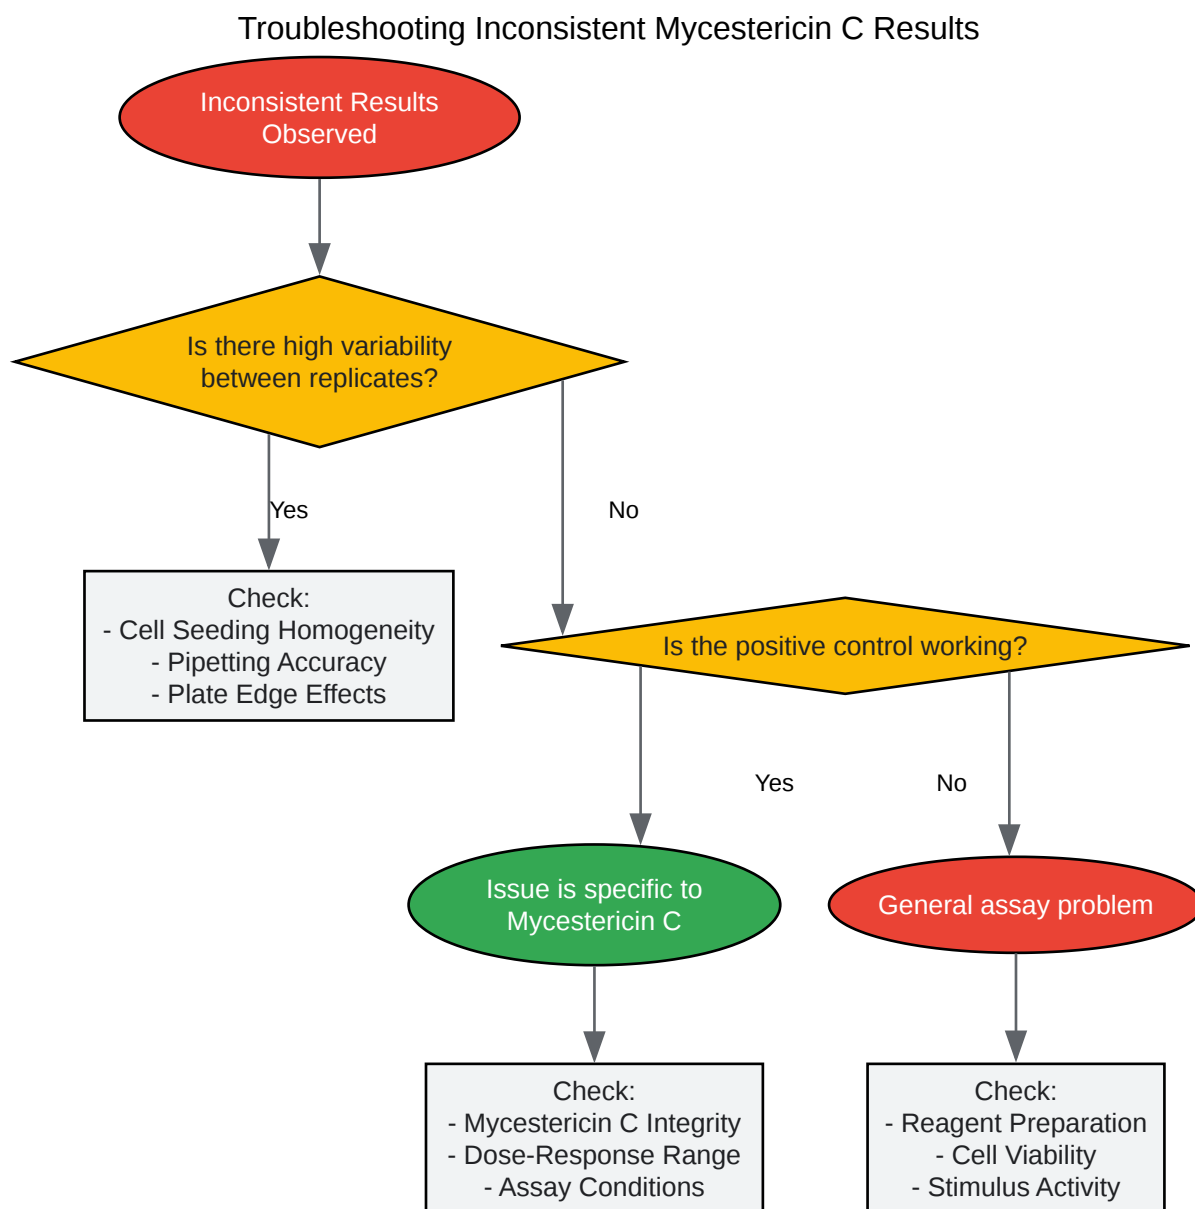 Troubleshooting Inconsistent Mycestericin C Results
Inconsistent Results
Observed
Is there high variability
between replicates?
Yes
No
Check:
- Cell Seeding Homogeneity
- Pipetting Accuracy
- Plate Edge Effects
Is the positive control working?
Yes
No
Issue is specific to
Mycestericin C
General assay problem
Check:
- Mycestericin C Integrity
- Dose-Response Range
- Assay Conditions
Check:
- Reagent Preparation
- Cell Viability
- Stimulus Activity